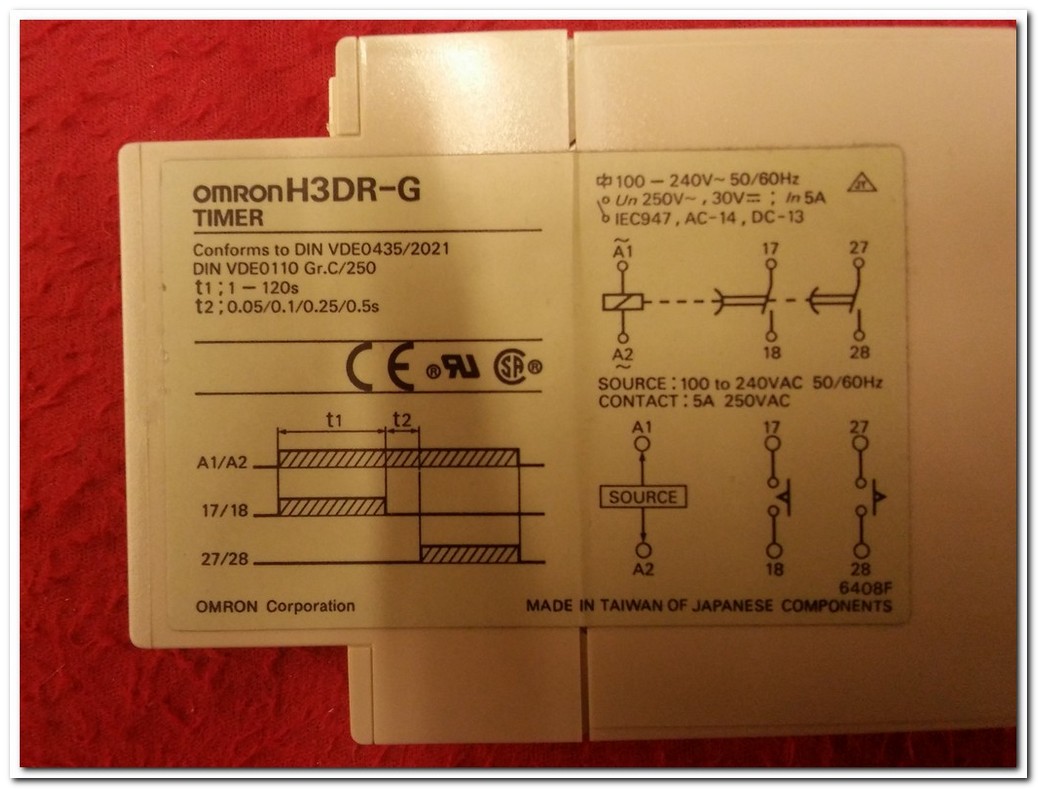 OMRON H3DR-G
TIMER
Conforms to DIN VDE0435/2021
DIN VDE0110 Gr.C/250
t1 ; 1 – 120s
t2 ; 0.05/0.1/0.25/0.5s
CE ® RU SA ®
t1 t2
A1/A2
17/18
27/28
OMRON Corporation
100 – 240V~ 50/60Hz
Un 250V~ , 30V⎓ ; In 5A
IEC947 , AC-14 , DC-13
JT
~
A1 17 27
A2 18 28
~
SOURCE : 100 to 240VAC 50/60Hz
CONTACT : 5A 250VAC
A1 17 27
SOURCE
A2 18 28
6408F
MADE IN TAIWAN OF JAPANESE COMPONENTS